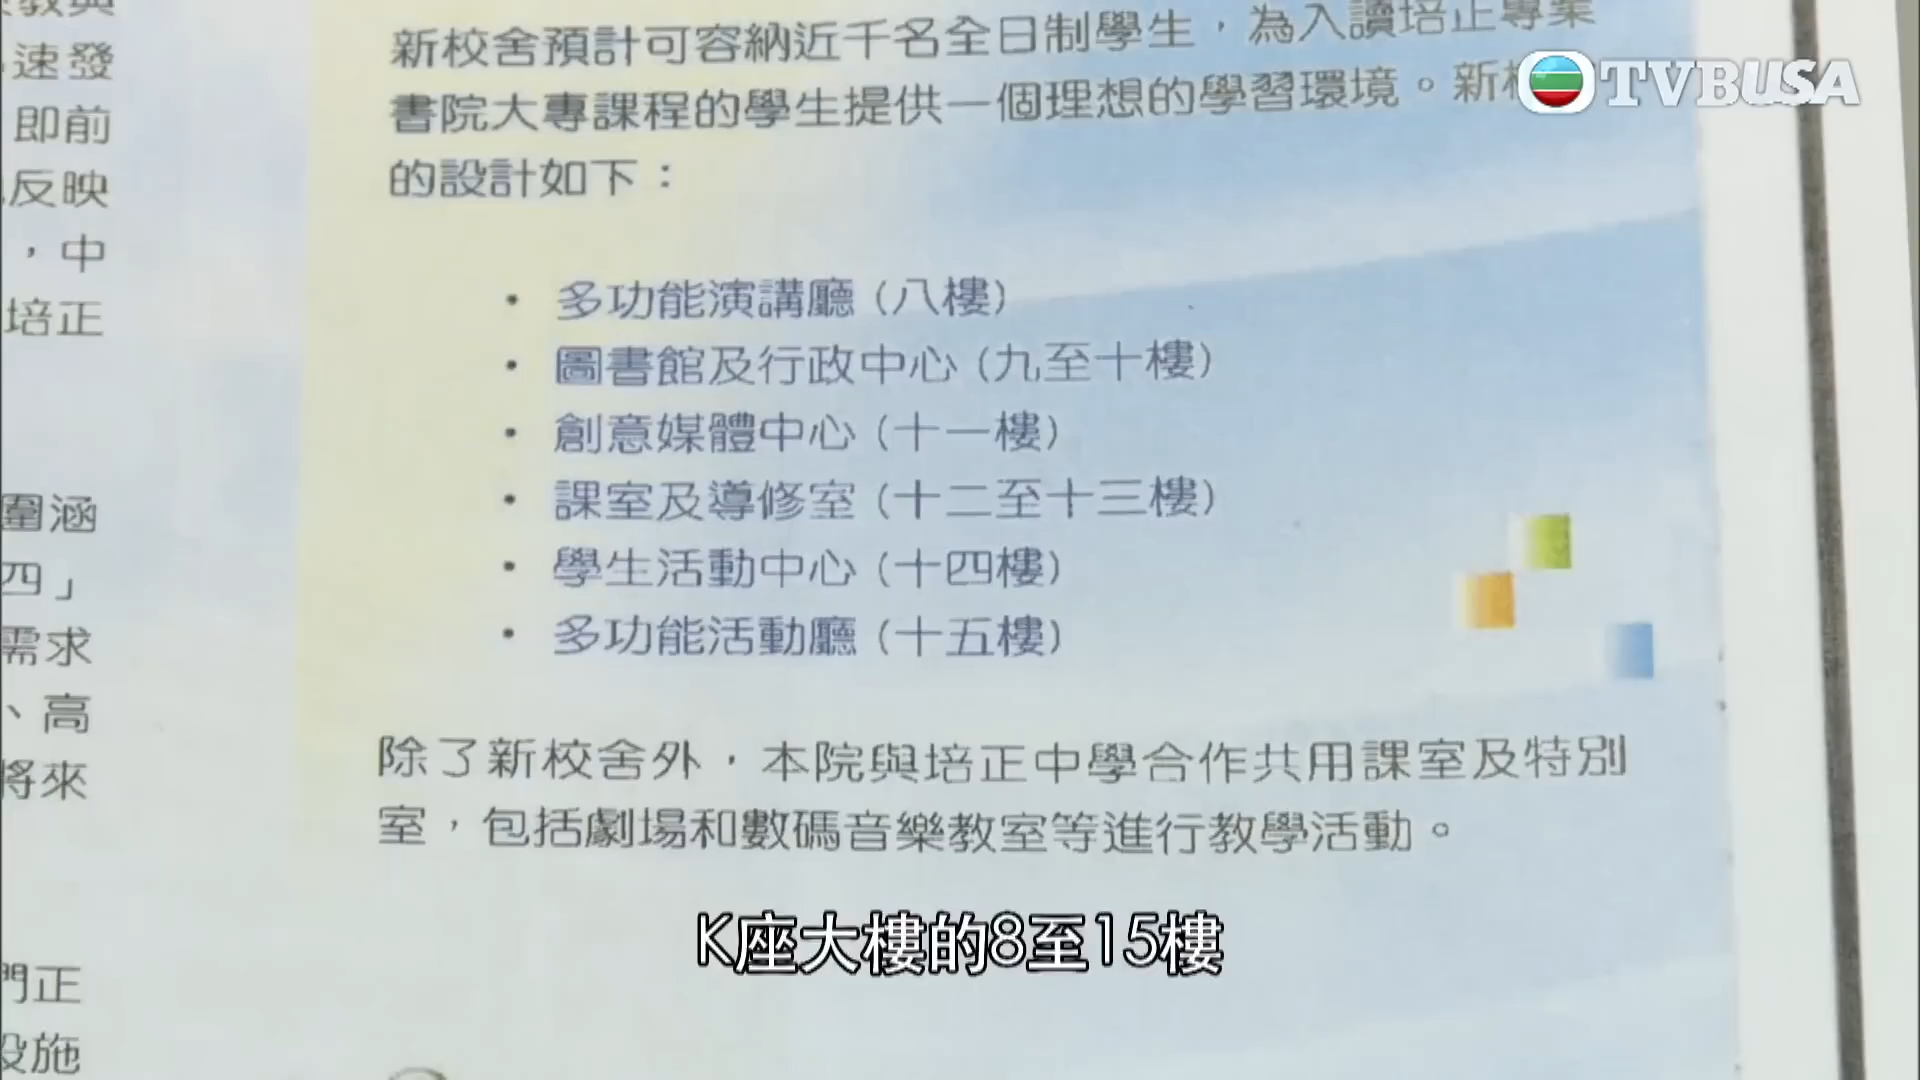 速發
即前
反映
，中
培正
圍涵
四」
需求
、高
將來
門正
設施
新校舍預計可容納近千名全日制學生，為入讀培正專業
書院大專課程的學生提供一個理想的學習環境。新校
的設計如下：
• 多功能演講廳 (八樓)
• 圖書館及行政中心 (九至十樓)
• 創意媒體中心 (十一樓)
• 課室及導修室 (十二至十三樓)
• 學生活動中心 (十四樓)
• 多功能活動廳 (十五樓)
除了新校舍外，本院與培正中學合作共用課室及特別
室，包括劇場和數碼音樂教室等進行教學活動。
TVBUSA
K座大樓的8至15樓